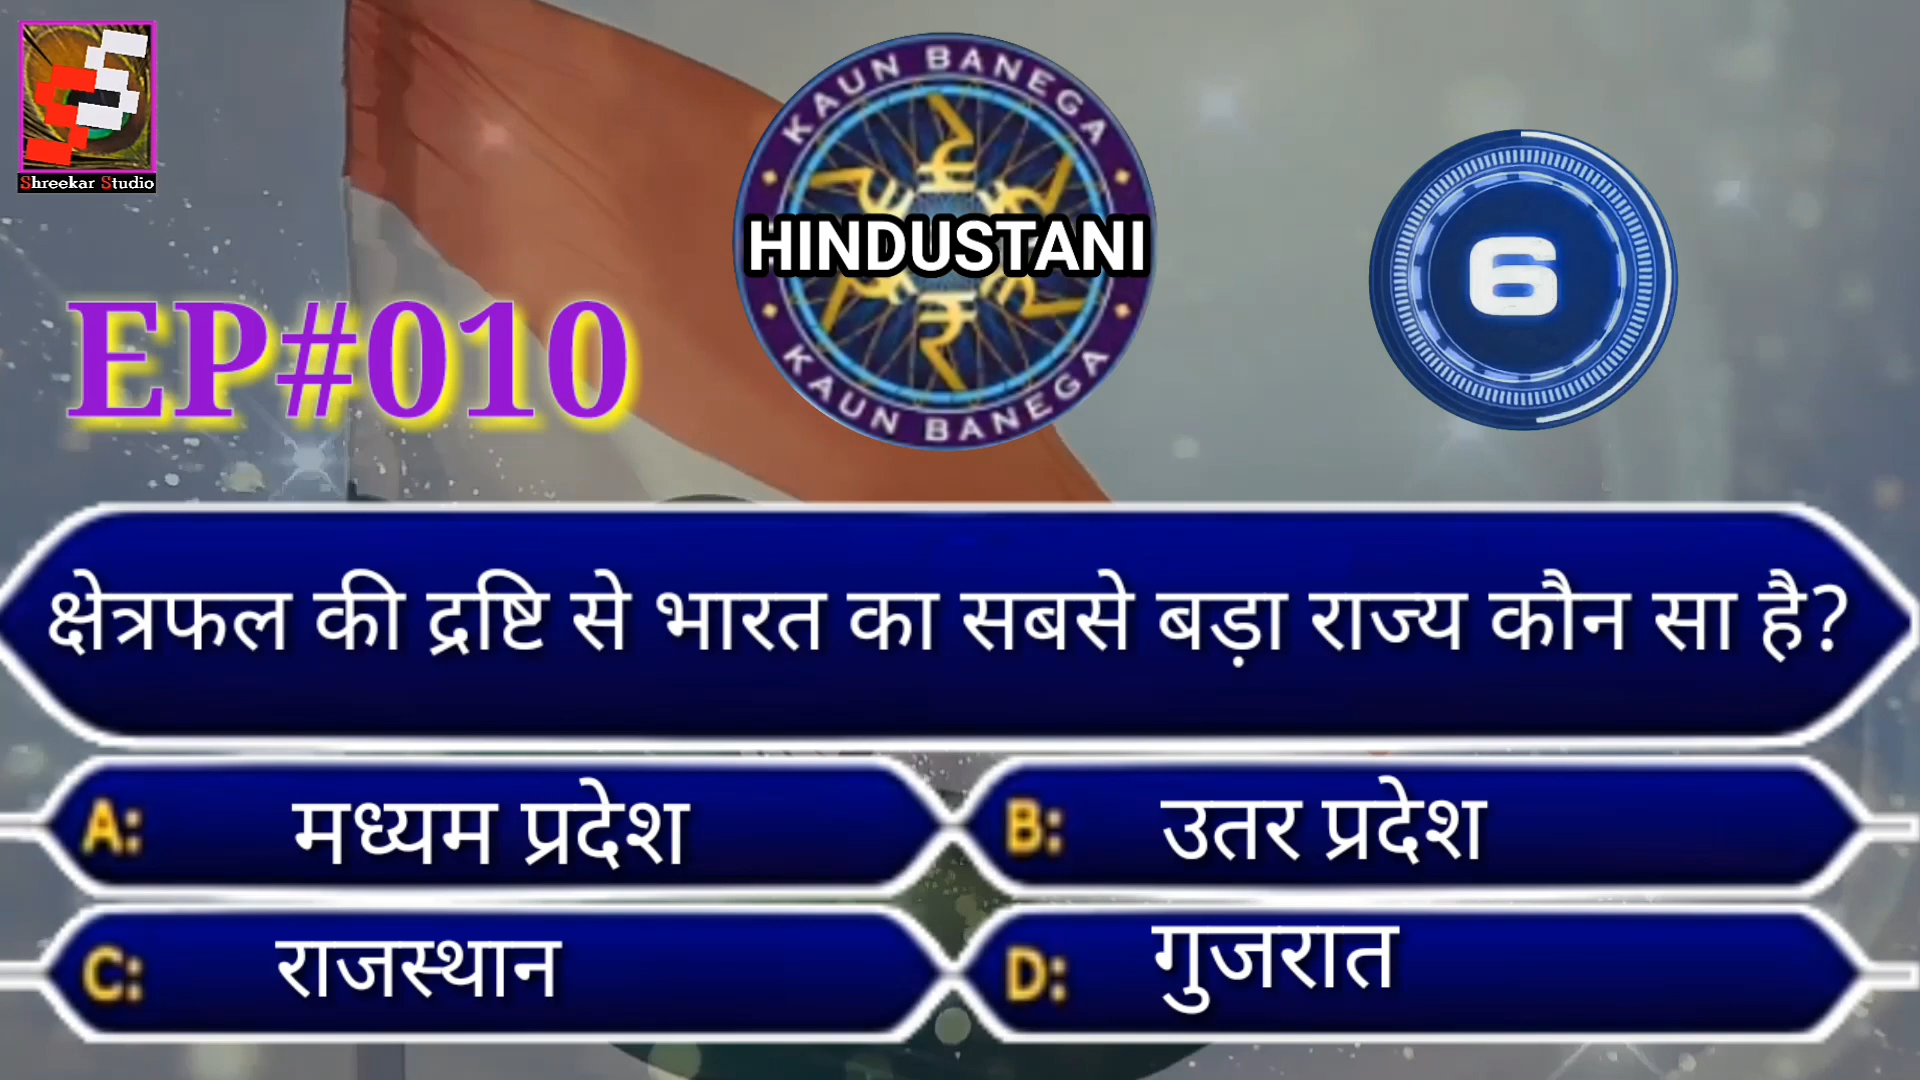 Shreekar Studio
KAUN BANEGA
HINDUSTANI
KAUN BANEGA
6
EP#010
क्षेत्रफल की द्रष्टि से भारत का सबसे बड़ा राज्य कौन सा है?
A: मध्यम प्रदेश
B: उतर प्रदेश
C: राजस्थान
D: गुजरात